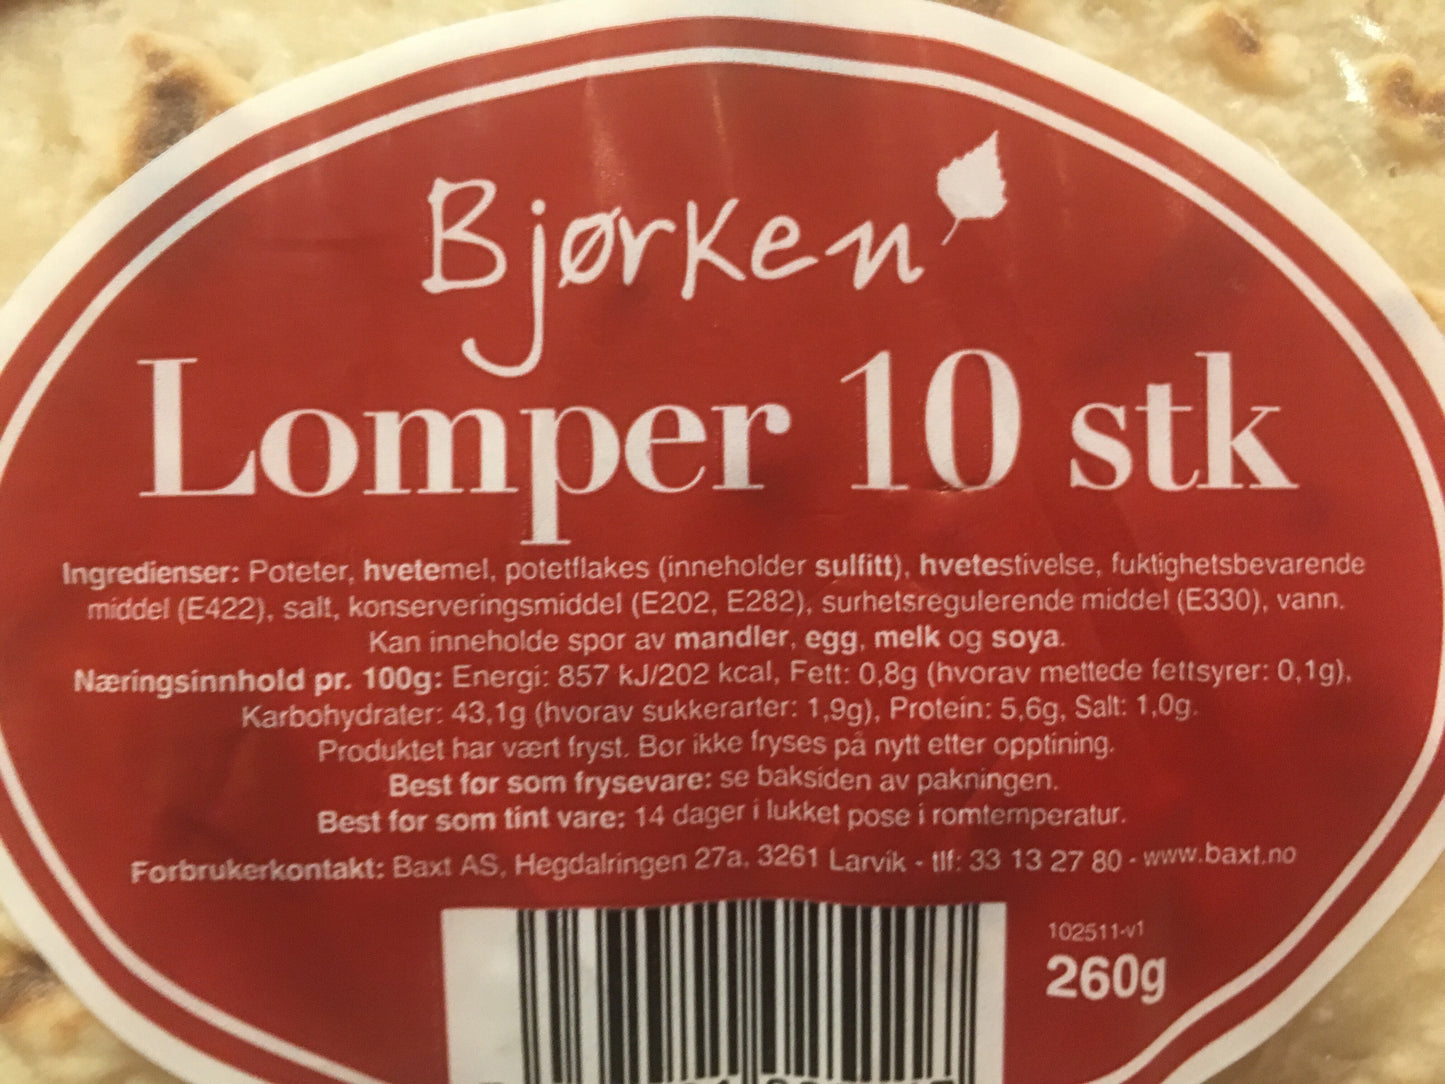 Bjørken
Lomper 10 stk
Ingredienser: Poteter, hvetemel, potetflakes (inneholder sulfitt), hvetestivelse, fuktighetsbevarende
middel (E422), salt, konserveringsmiddel (E202, E282), surhetsregulerende middel (E330), vann.
Kan inneholde spor av mandler, egg, melk og soya.
Næringsinnhold pr. 100g: Energi: 857 kJ/202 kcal, Fett: 0,8g (hvorav mettede fettsyrer: 0,1g),
Karbohydrater: 43,1g (hvorav sukkerarter: 1,9g), Protein: 5,6g, Salt: 1,0g.
Produktet har vært fryst. Bør ikke fryses på nytt etter opptining.
Best før som frysevare: se baksiden av pakningen.
Best før som tint vare: 14 dager i lukket pose i romtemperatur.
Forbrukerkontakt: Baxt AS, Hegdalringen 27a, 3261 Larvik - tlf: 33 13 27 80 - www.baxt.no
102511-v1
260g